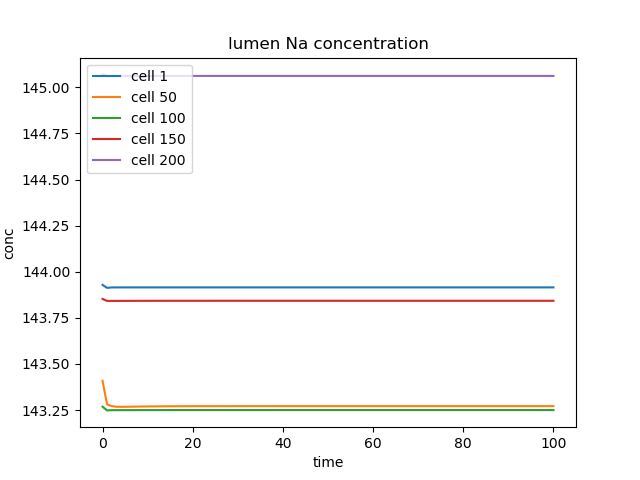 lumen Na concentration
145.00
144.75
144.50
144.25
144.00
143.75
143.50
143.25
conc
cell 1
cell 50
cell 100
cell 150
cell 200
0
20
40
60
80
100
time